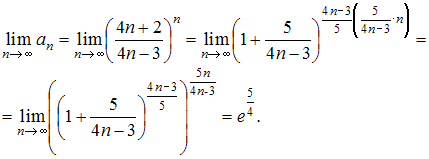 lim_{n→∞} a_n = lim_{n→∞} ((4n+2)/(4n−3))^n = lim_{n→∞} (1 + 5/(4n−3))^{(4n−3)/5 (5/(4n−3) · n)} =
= lim_{n→∞} ((1 + 5/(4n−3))^{(4n−3)/5})^{5n/(4n-3)} = e^{5/4}.